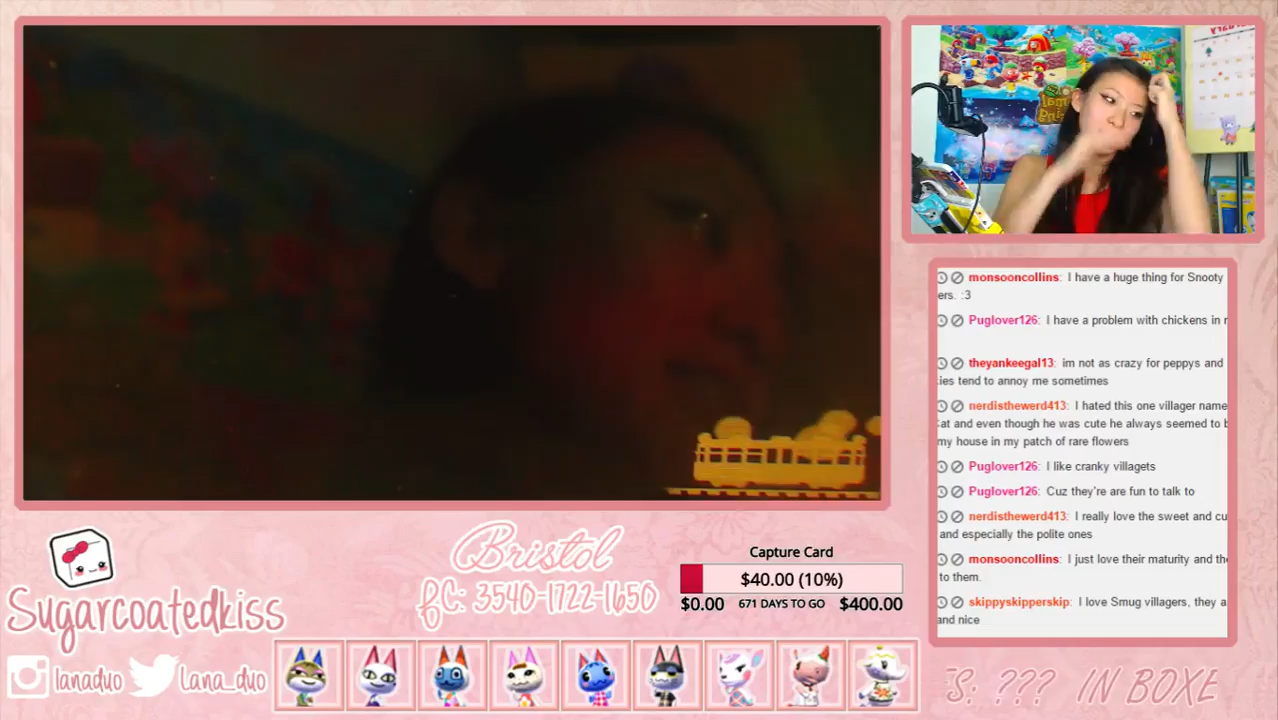 monsooncollins: I have a huge thing for Snooty
ers. :3
Puglover126: I have a problem with chickens in
theyankeegal13: im not as crazy for peppys and
ies tend to annoy me sometimes
nerdisthewerd413: I hated this one villager name
at and even though he was cute he always seemed to
my house in my patch of rare flowers
Puglover126: I like cranky villagets
Puglover126: Cuz they're are fun to talk to
nerdisthewerd413: I really love the sweet and cu
and especially the polite ones
monsooncollins: I just love their maturity and the
to them.
skippyskipperskip: I love Smug villagers, they a
and nice
Bristol
fC: 3540-1722-1650
Capture Card
$40.00 (10%)
$0.00 671 DAYS TO GO $400.00
Sugarcoatedkiss
lanaduo Lana_duo
S: ??? IN BOXE